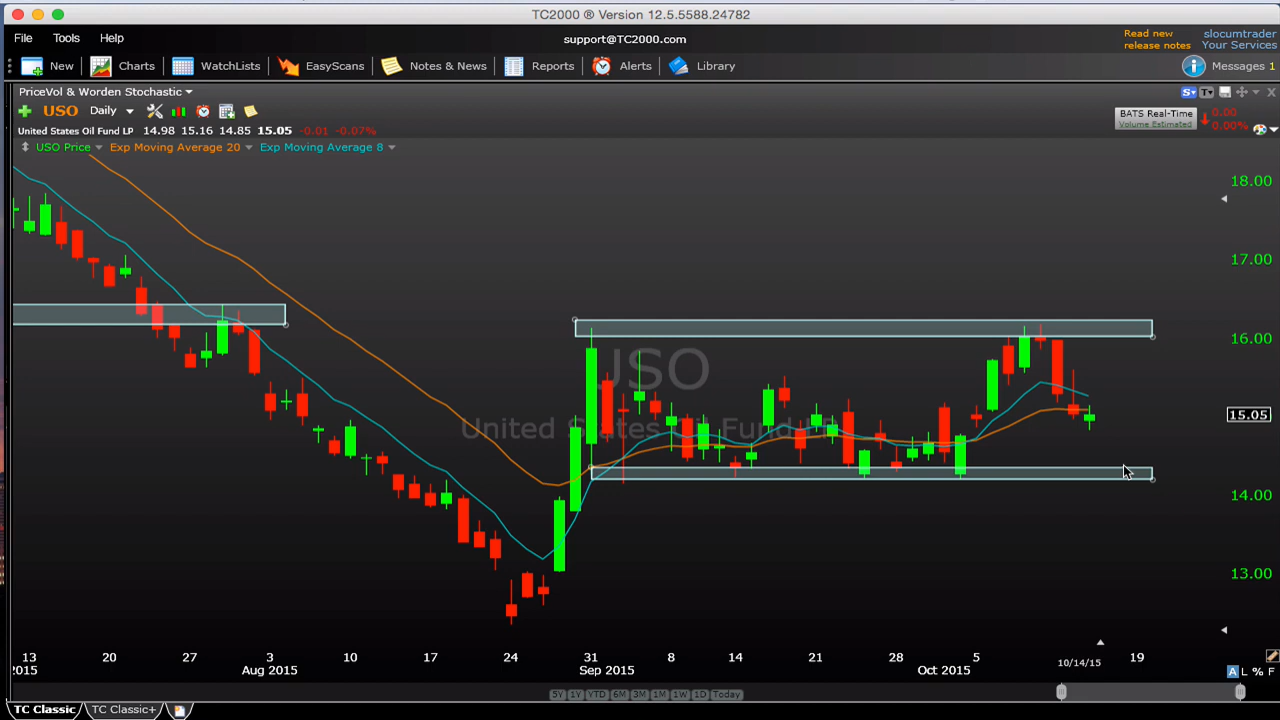 TC2000 ® Version 12.5.5588.24782
File Tools Help
support@TC2000.com
Read new
release notes
slocumtrader
Your Services
New Charts WatchLists EasyScans Notes & News Reports Alerts Library
Messages 1
PriceVol & Worden Stochastic
S T
USO Daily
BATS Real-Time
Volume Estimated
0.00
0.00%
United States Oil Fund LP 14.98 15.16 14.85 15.05 -0.01 -0.07%
USO Price Exp Moving Average 20 Exp Moving Average 8
18.00
17.00
16.00
15.05
14.00
13.00
USO
United States Oil Fund LP
13 20 27 3 10 17 24 31 8 14 21 28 5 19
2015 Aug 2015 Sep 2015 Oct 2015 10/14/15
A L % F
5Y 1Y YTD 6M 3M 1M 1W 1D Today
TC Classic TC Classic+